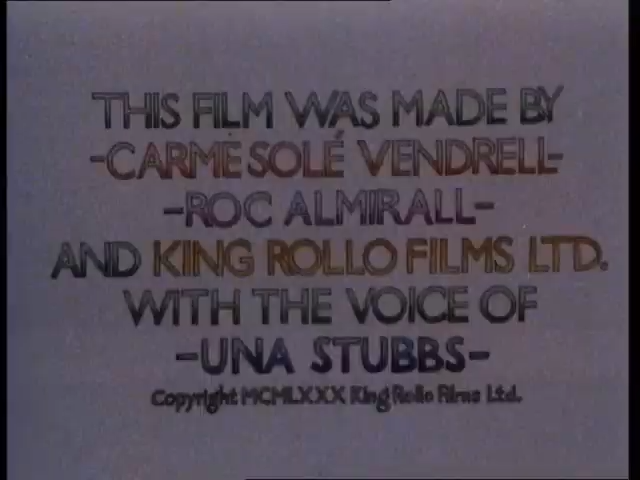 THIS FILM WAS MADE BY
-CARME SOLÉ VENDRELL-
-ROC ALMIRALL-
AND KING ROLLO FILMS LTD.
WITH THE VOICE OF
-UNA STUBBS-
Copyright MCMLXXX King Rollo Films Ltd.